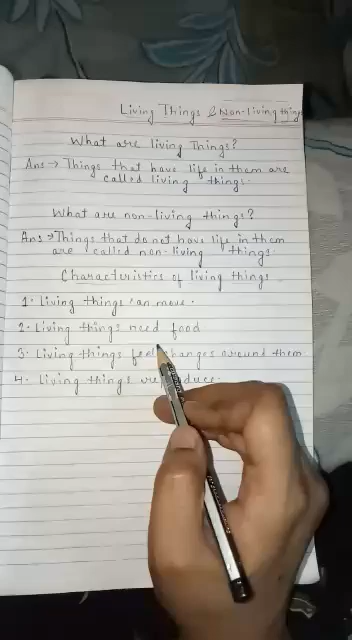 Living Things & Non-living things
What are living Things?
Ans → Things that have life in them are
called living things.
What are non-living things?
Ans → Things that do not have life in them
are called non-living things.
Characteristics of living things
1. Living things can move.
2. Living things need food
3. Living things feel changes around them
4. Living things reproduce.